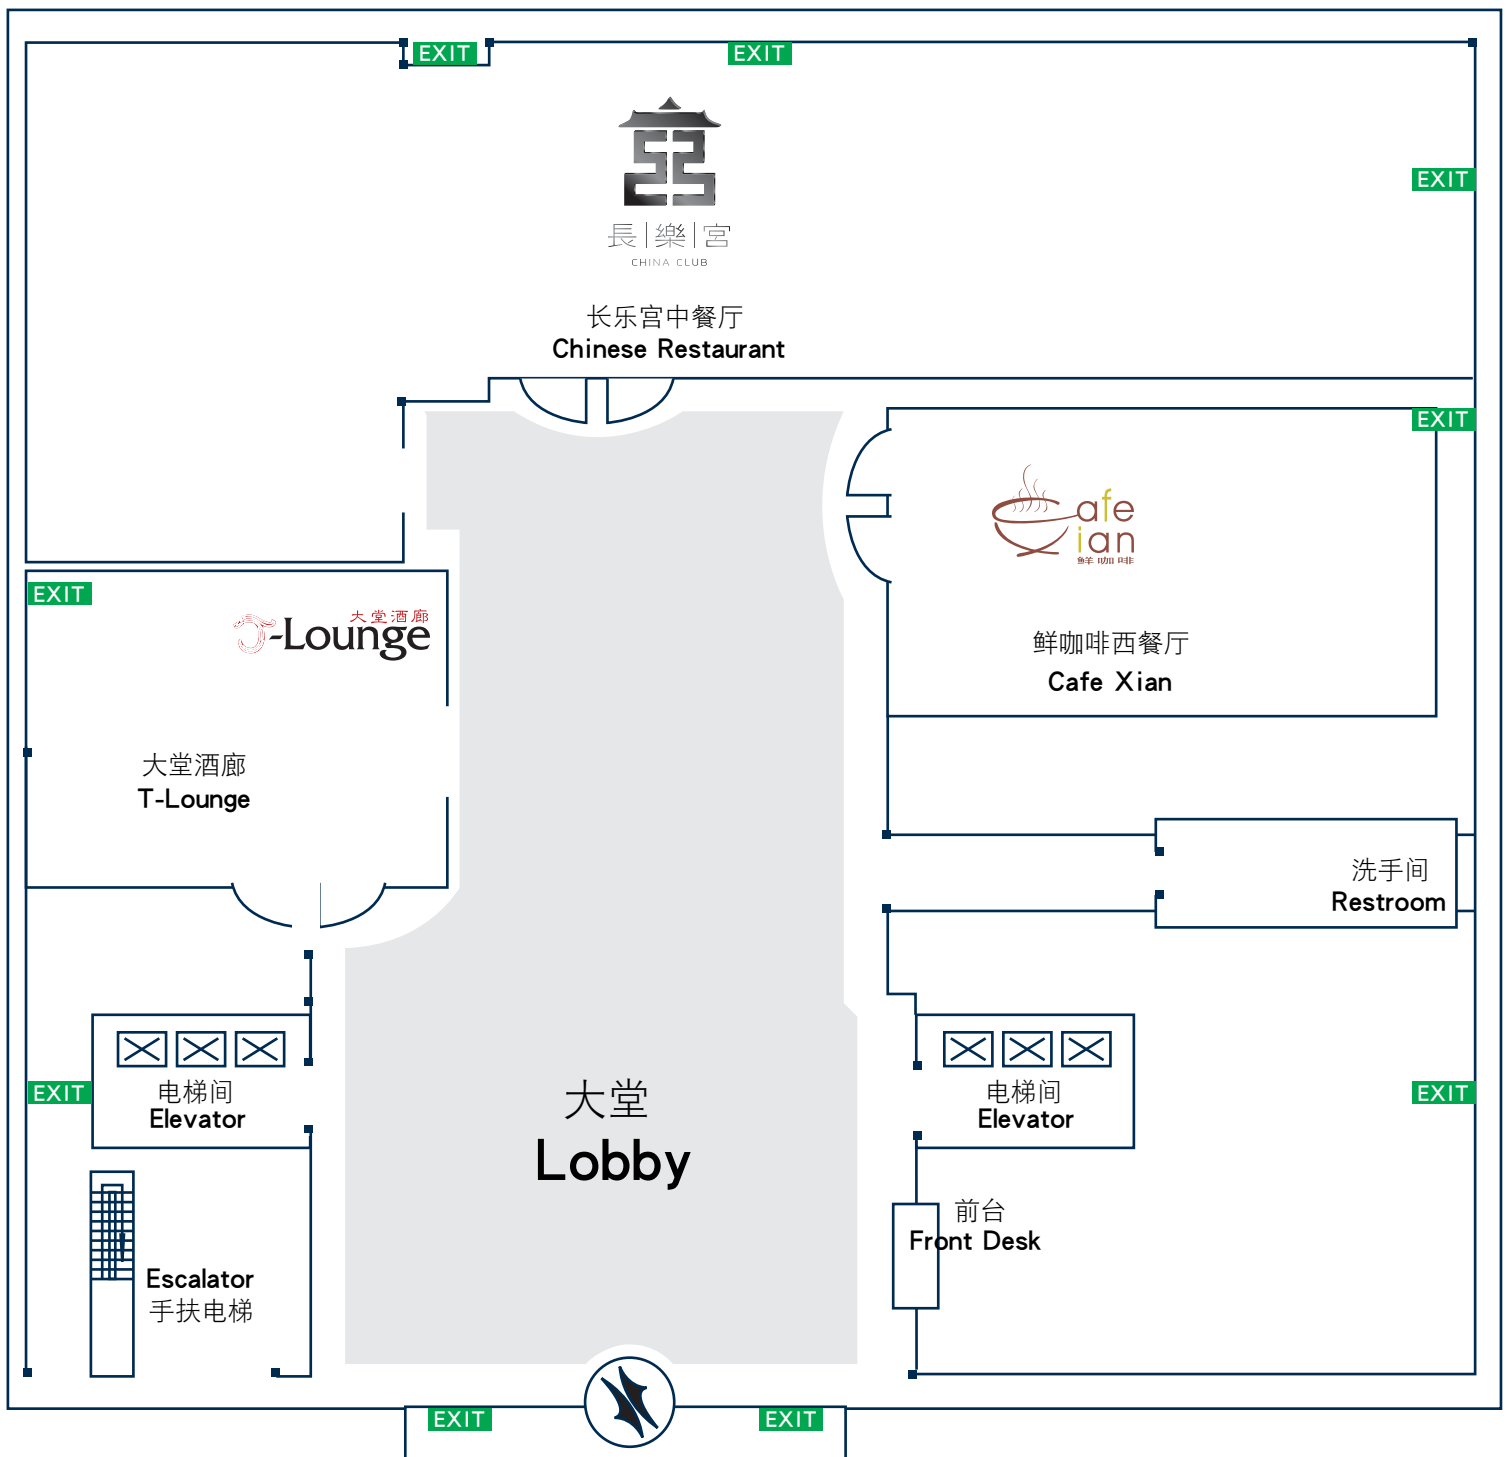 EXIT
EXIT
EXIT
長|樂|宮
CHINA CLUB
长乐宫中餐厅
Chinese Restaurant
EXIT
Cafe
Xian
鲜咖啡
鲜咖啡西餐厅
Cafe Xian
EXIT
大堂酒廊
T-Lounge
大堂酒廊
T-Lounge
洗手间
Restroom
EXIT
电梯间
Elevator
大堂
Lobby
电梯间
Elevator
EXIT
前台
Front Desk
Escalator
手扶电梯
EXIT
EXIT